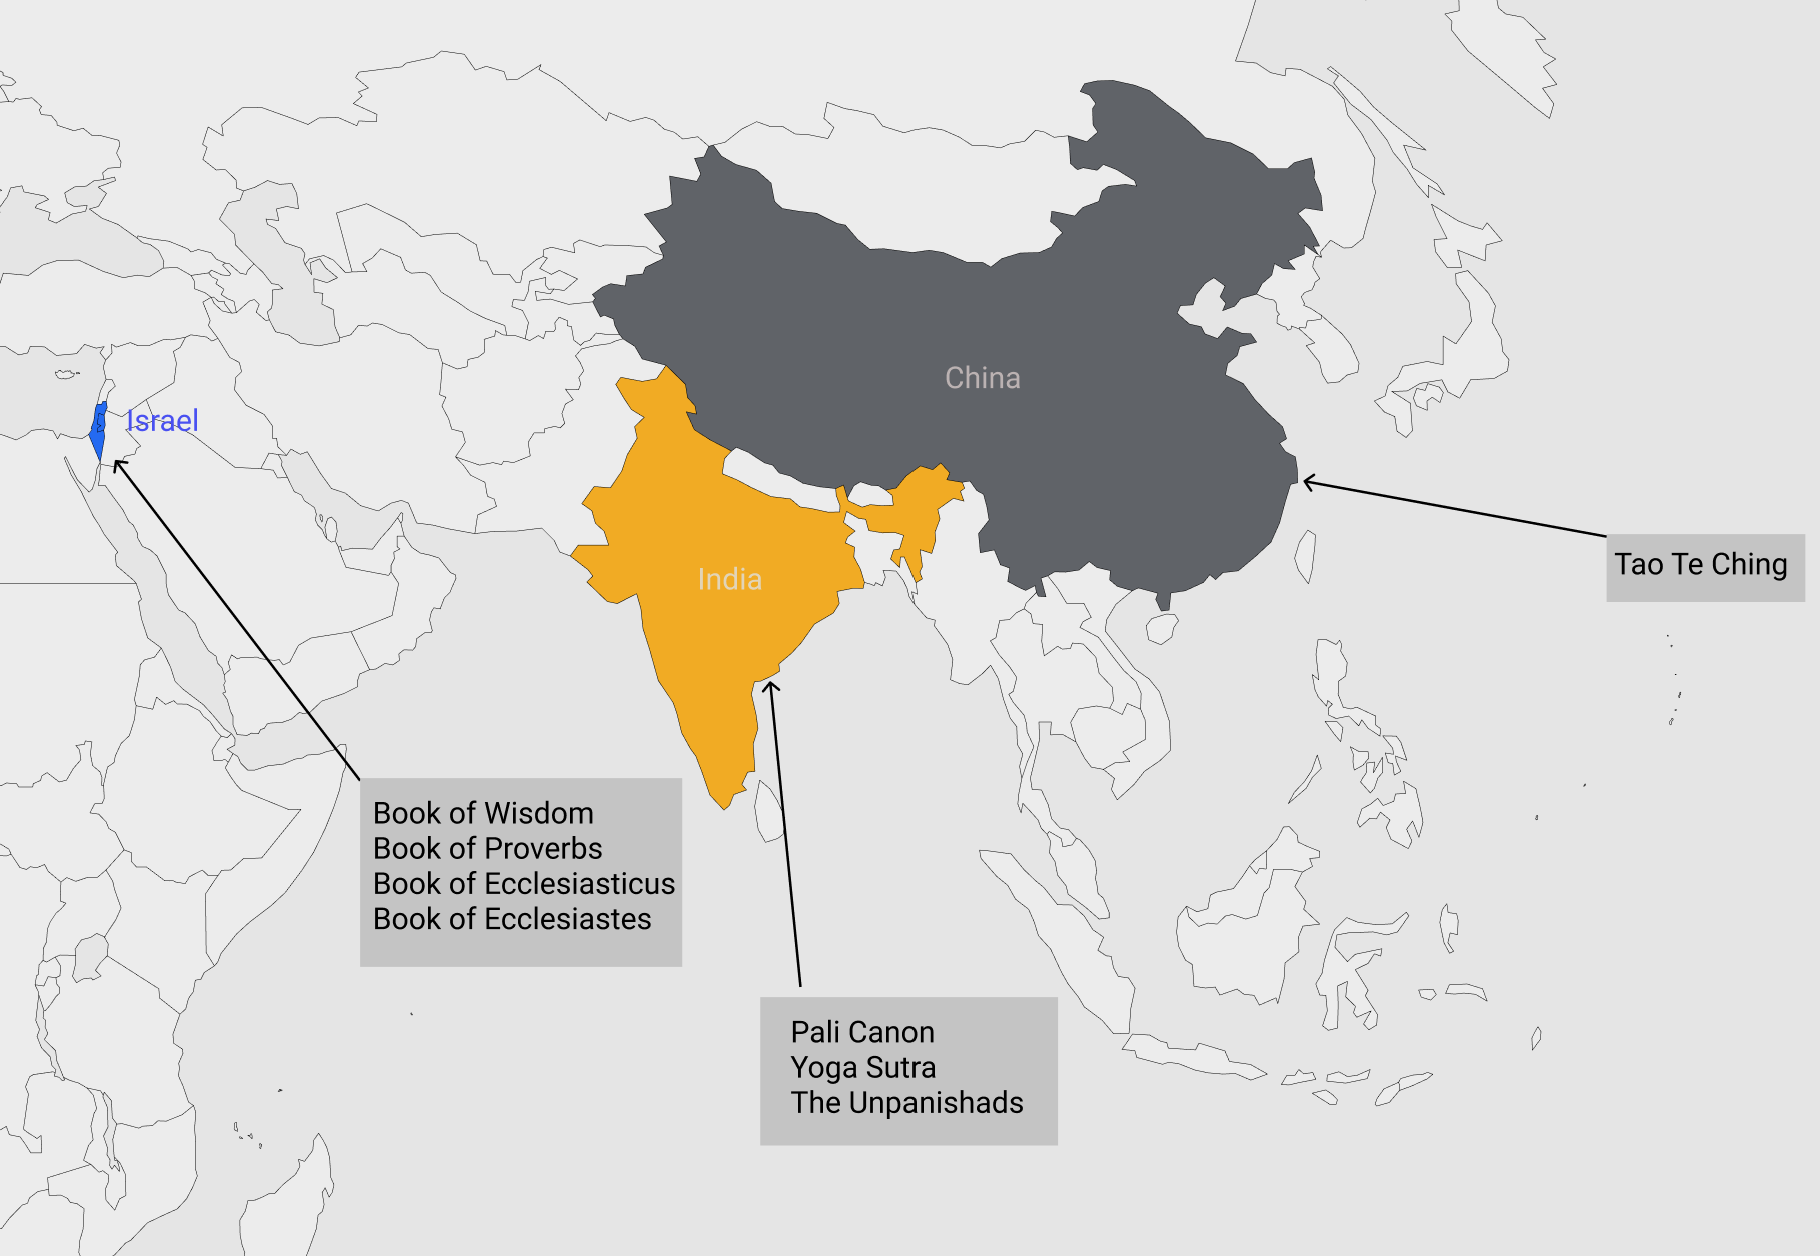 China
Israel
India
Tao Te Ching
Book of Wisdom
Book of Proverbs
Book of Ecclesiasticus
Book of Ecclesiastes
Pali Canon
Yoga Sutra
The Unpanishads